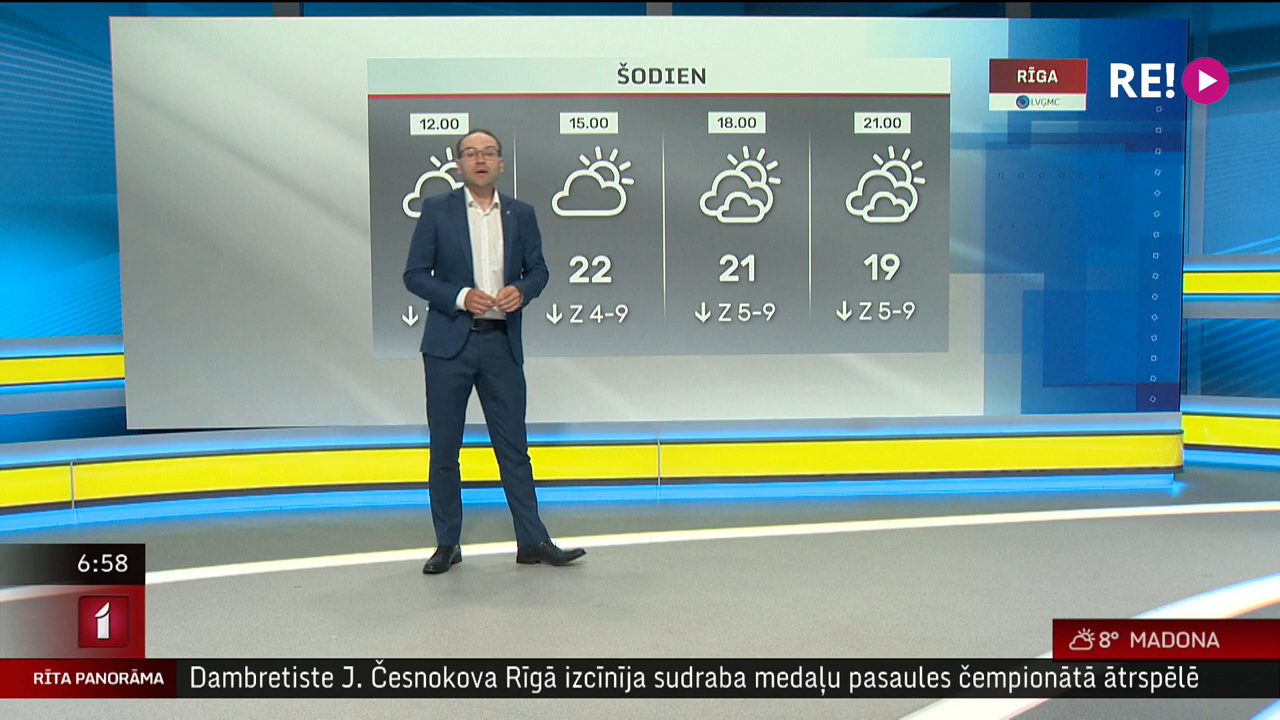 ŠODIEN
RĪGA
LVĢMC
RE!
12.00
15.00
18.00
21.00
22
21
19
↓ Z 4-9
↓ Z 5-9
↓ Z 5-9
6:58
1
8° MADONA
RĪTA PANORĀMA
Dambretiste J. Česnokova Rīgā izcīnīja sudraba medaļu pasaules čempionātā ātrspēlē